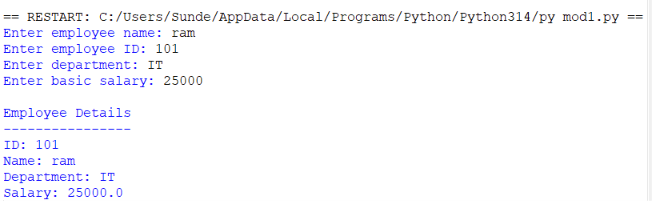 == RESTART: C:/Users/Sunde/AppData/Local/Programs/Python/Python314/py mod1.py ==
Enter employee name: ram
Enter employee ID: 101
Enter department: IT
Enter basic salary: 25000

Employee Details
----------------
ID: 101
Name: ram
Department: IT
Salary: 25000.0